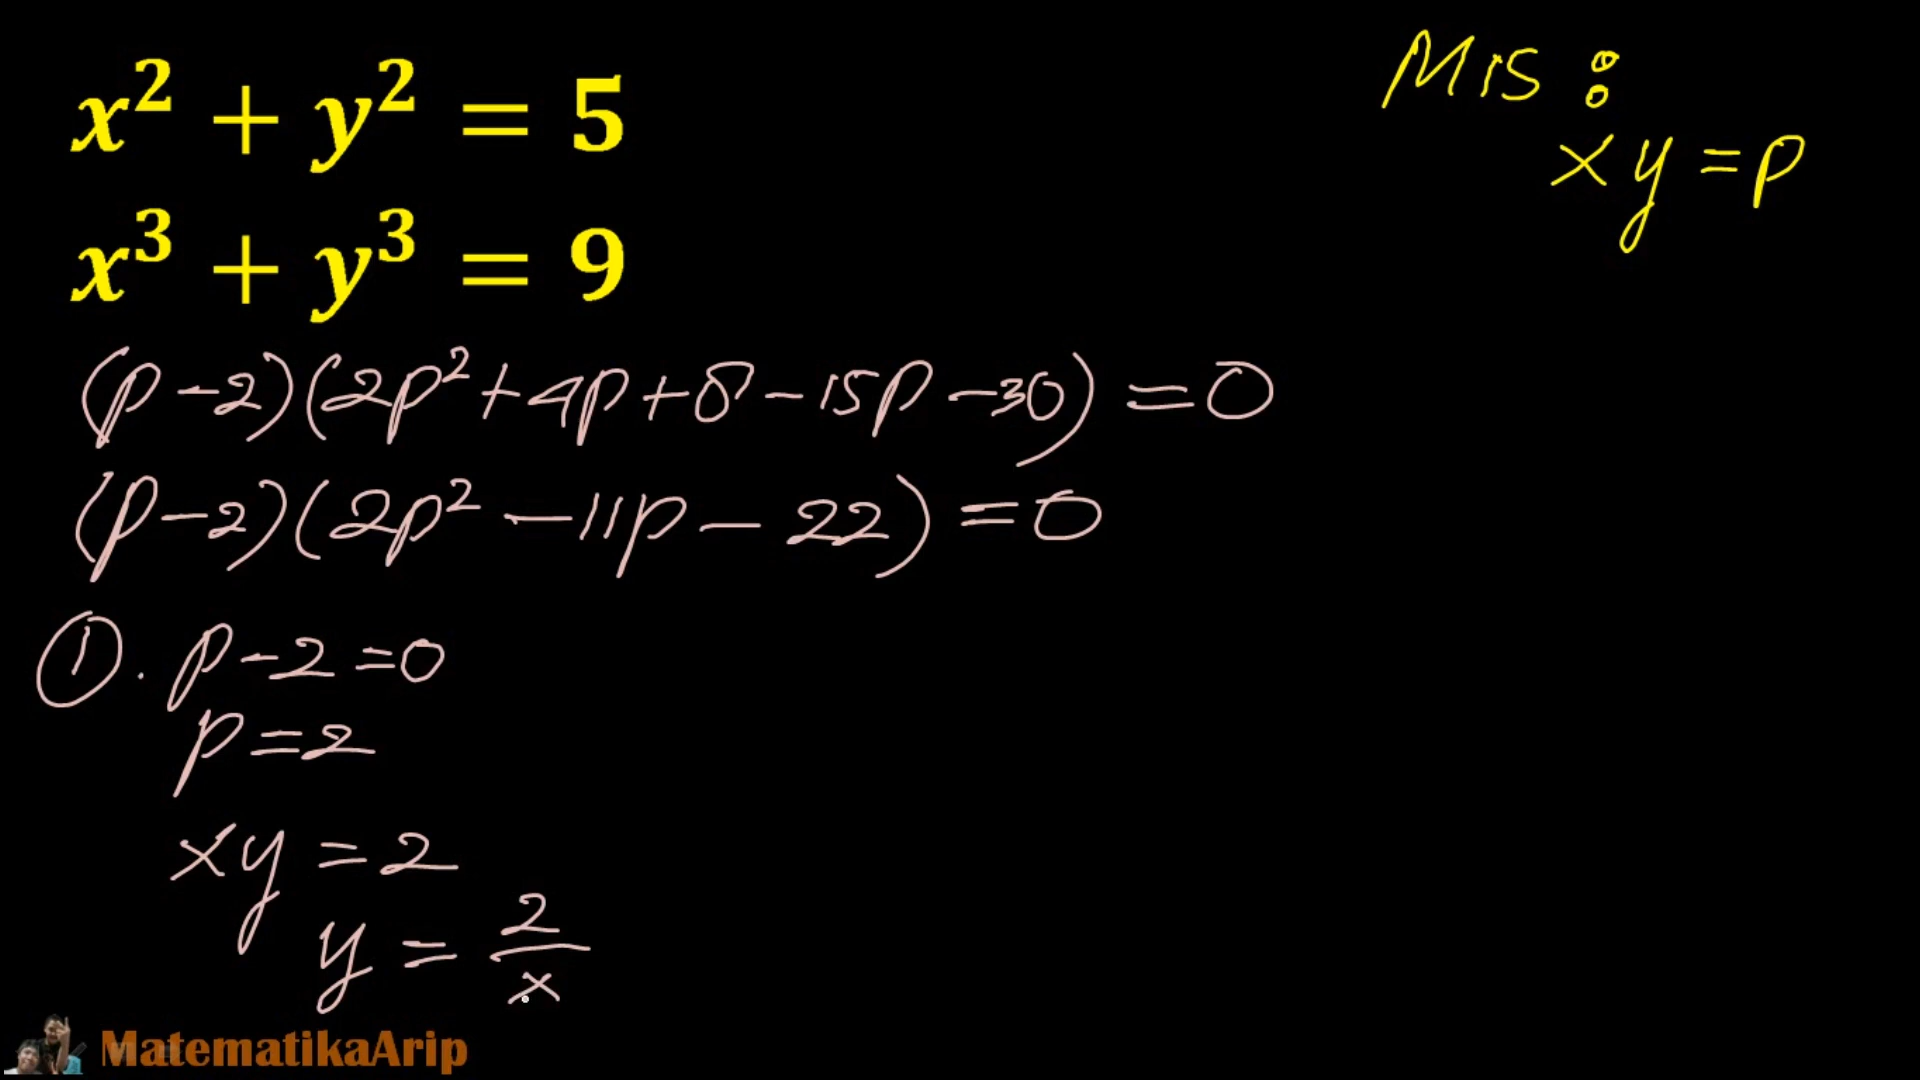 x² + y² = 5
x³ + y³ = 9
Mis :
xy = p
(p-2)(2p²+4p+8-15p-30) = 0
(p-2)(2p²-11p-22) = 0
①. p-2=0
p=2
xy = 2
y = 2/x
MatematikaArip